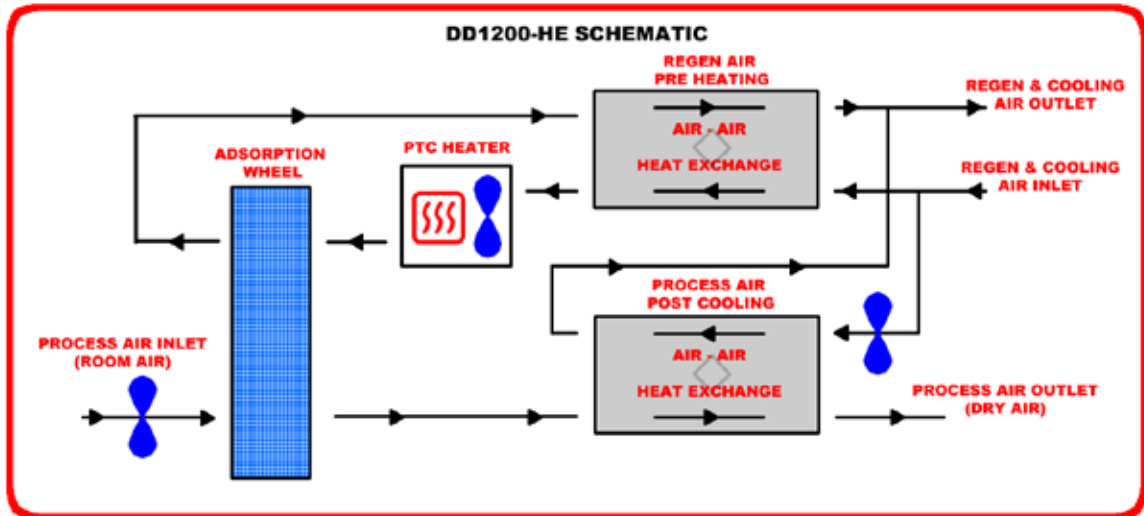 DD1200-HE SCHEMATIC
REGEN AIR
PRE HEATING
REGEN & COOLING
AIR OUTLET
AIR - AIR
HEAT EXCHANGE
PTC HEATER
ADSORPTION
WHEEL
REGEN & COOLING
AIR INLET
PROCESS AIR
POST COOLING
AIR - AIR
HEAT EXCHANGE
PROCESS AIR INLET
(ROOM AIR)
PROCESS AIR OUTLET
(DRY AIR)